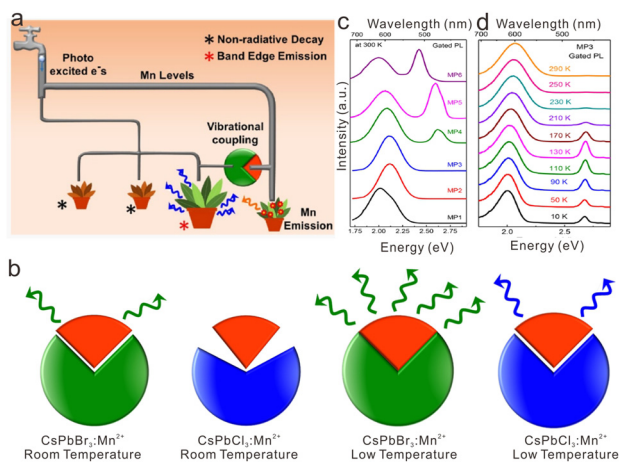 a
* Non-radiative Decay
* Band Edge Emission
Photo
excited e⁻s
Mn Levels
Vibrational
coupling
*
*
*
Mn
Emission
c
Wavelength (nm)
700 600 500
at 300 K
Gated PL
MP6
MP5
MP4
MP3
MP2
MP1
Intensity (a.u.)
1.75 2.00 2.25 2.50 2.75
Energy (eV)
d
Wavelength (nm)
700 600 500
MP3
Gated PL
290 K
250 K
230 K
210 K
170 K
130 K
110 K
90 K
50 K
10 K
2.0 2.5
Energy (eV)
b
CsPbBr₃:Mn²⁺
Room Temperature
CsPbCl₃:Mn²⁺
Room Temperature
CsPbBr₃:Mn²⁺
Low Temperature
CsPbCl₃:Mn²⁺
Low Temperature